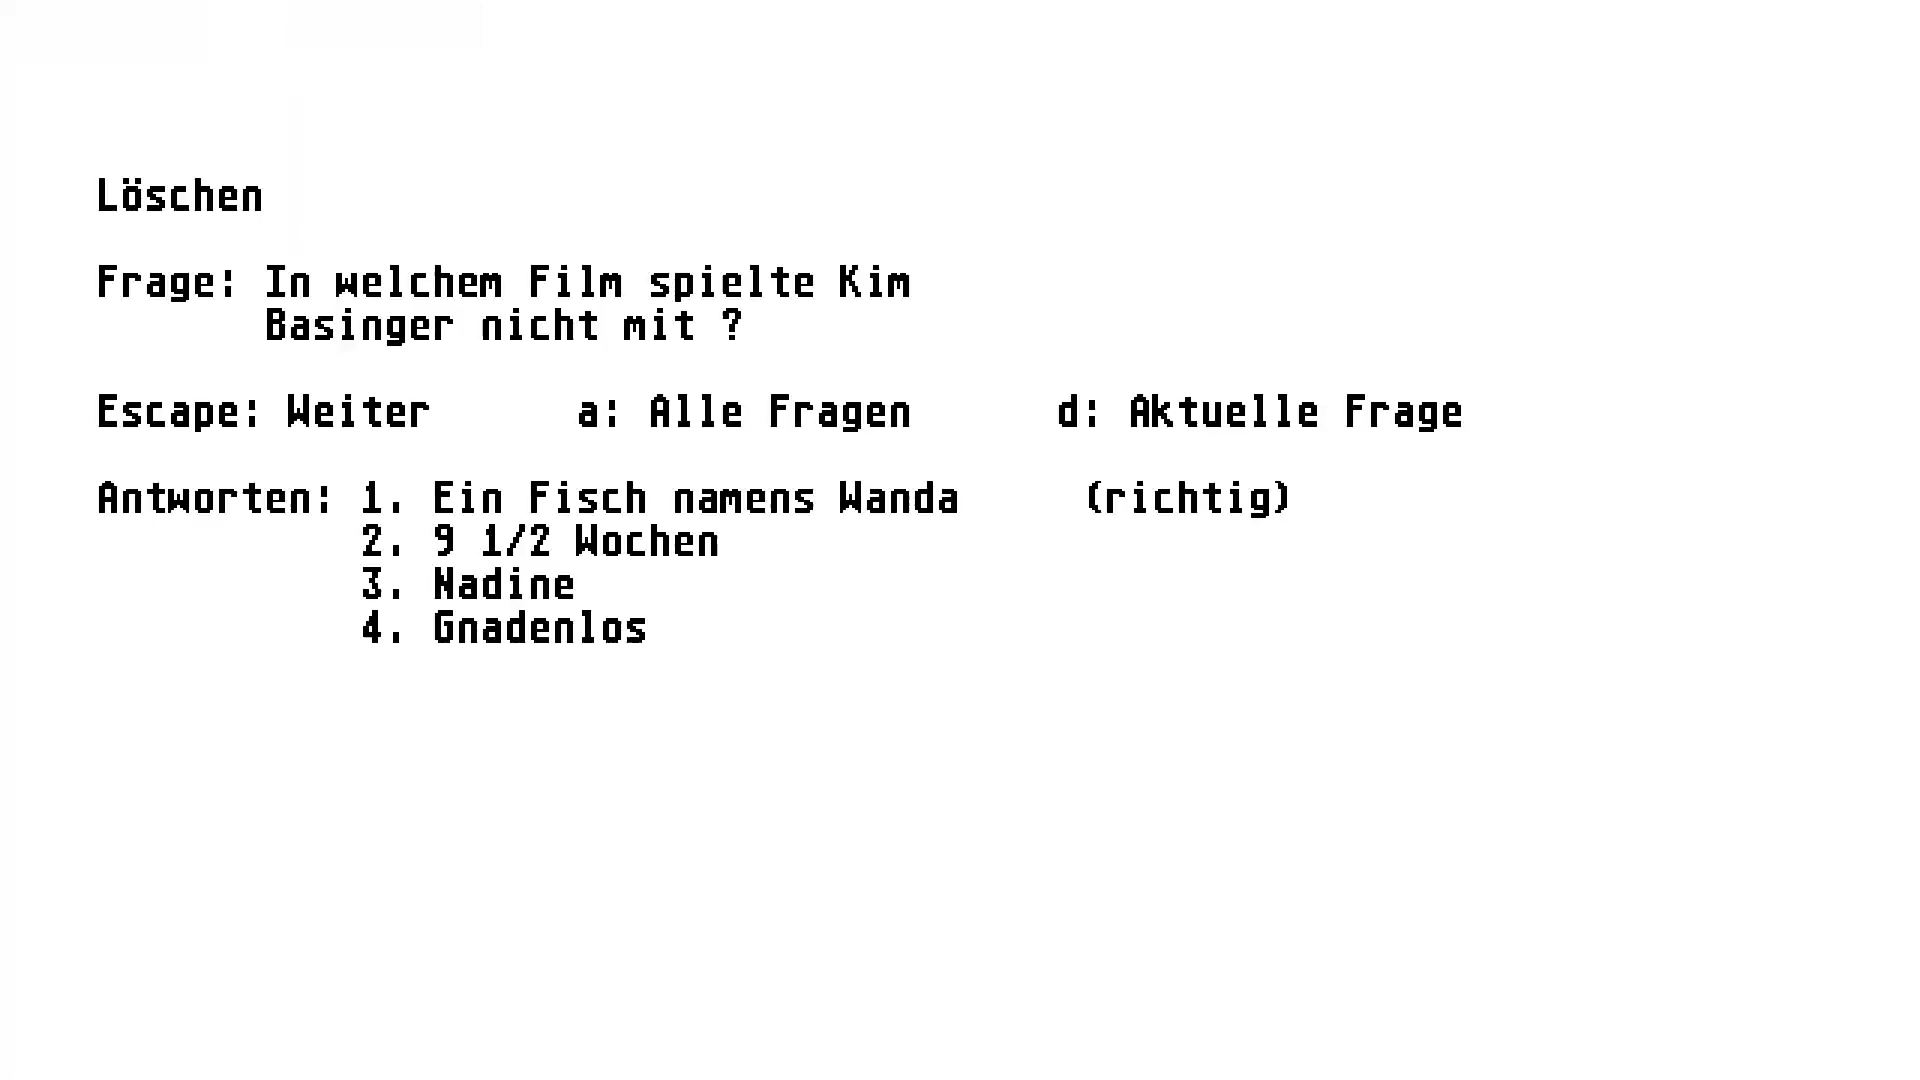 Löschen
Frage: In welchem Film spielte Kim
Basinger nicht mit ?
Escape: Weiter a: Alle Fragen d: Aktuelle Frage
Antworten: 1. Ein Fisch namens Wanda (richtig)
2. 9 1/2 Wochen
3. Nadine
4. Gnadenlos